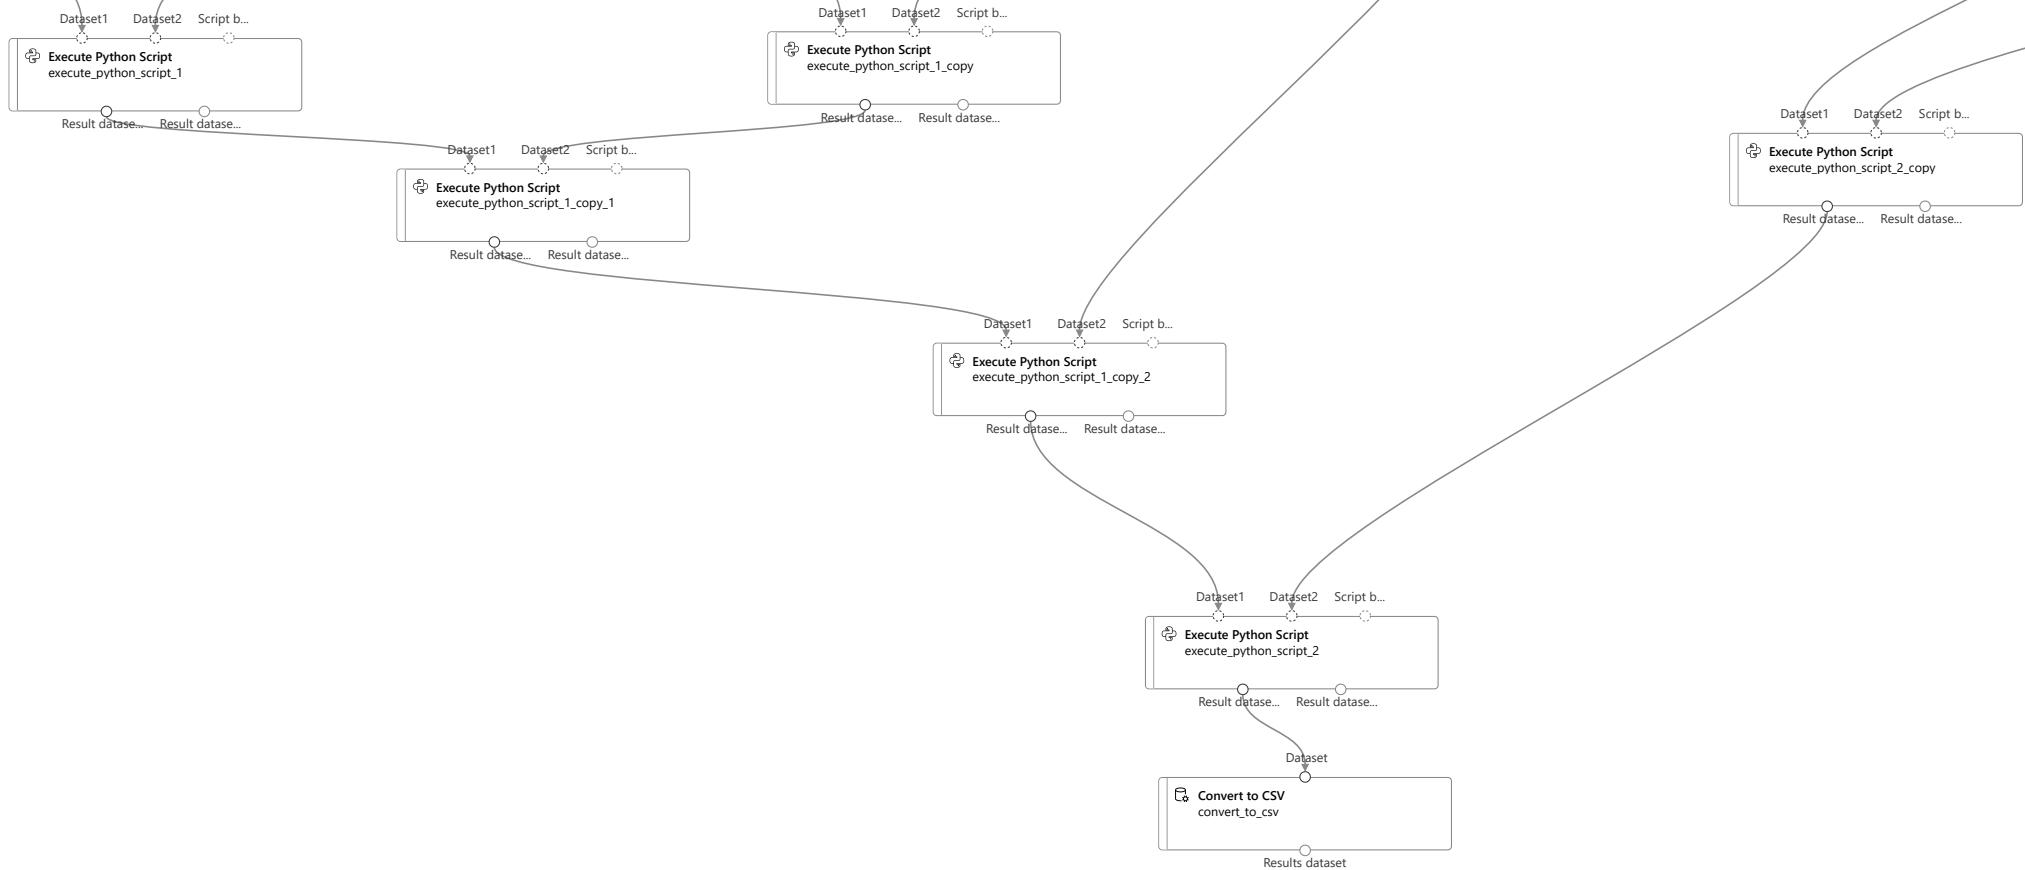 Dataset1
Dataset2
Script b...
Execute Python Script
execute_python_script_1
Result datase...
Result datase...
Dataset1
Dataset2
Script b...
Execute Python Script
execute_python_script_1_copy
Result datase...
Result datase...
Dataset1
Dataset2
Script b...
Execute Python Script
execute_python_script_2_copy
Result datase...
Result datase...
Dataset1
Dataset2
Script b...
Execute Python Script
execute_python_script_1_copy_1
Result datase...
Result datase...
Dataset1
Dataset2
Script b...
Execute Python Script
execute_python_script_1_copy_2
Result datase...
Result datase...
Dataset1
Dataset2
Script b...
Execute Python Script
execute_python_script_2
Result datase...
Result datase...
Dataset
Convert to CSV
convert_to_csv
Results dataset